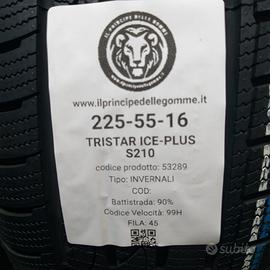 IL PRINCIPE DELLE GOMME
www.ilprincipedellegomme.it
225-55-16
TRISTAR ICE-PLUS
S210
codice prodotto: 53289
Tipo: INVERNALI
COD:
Battistrada: 90%
Codice Velocità: 99H
FILA: 45
subito